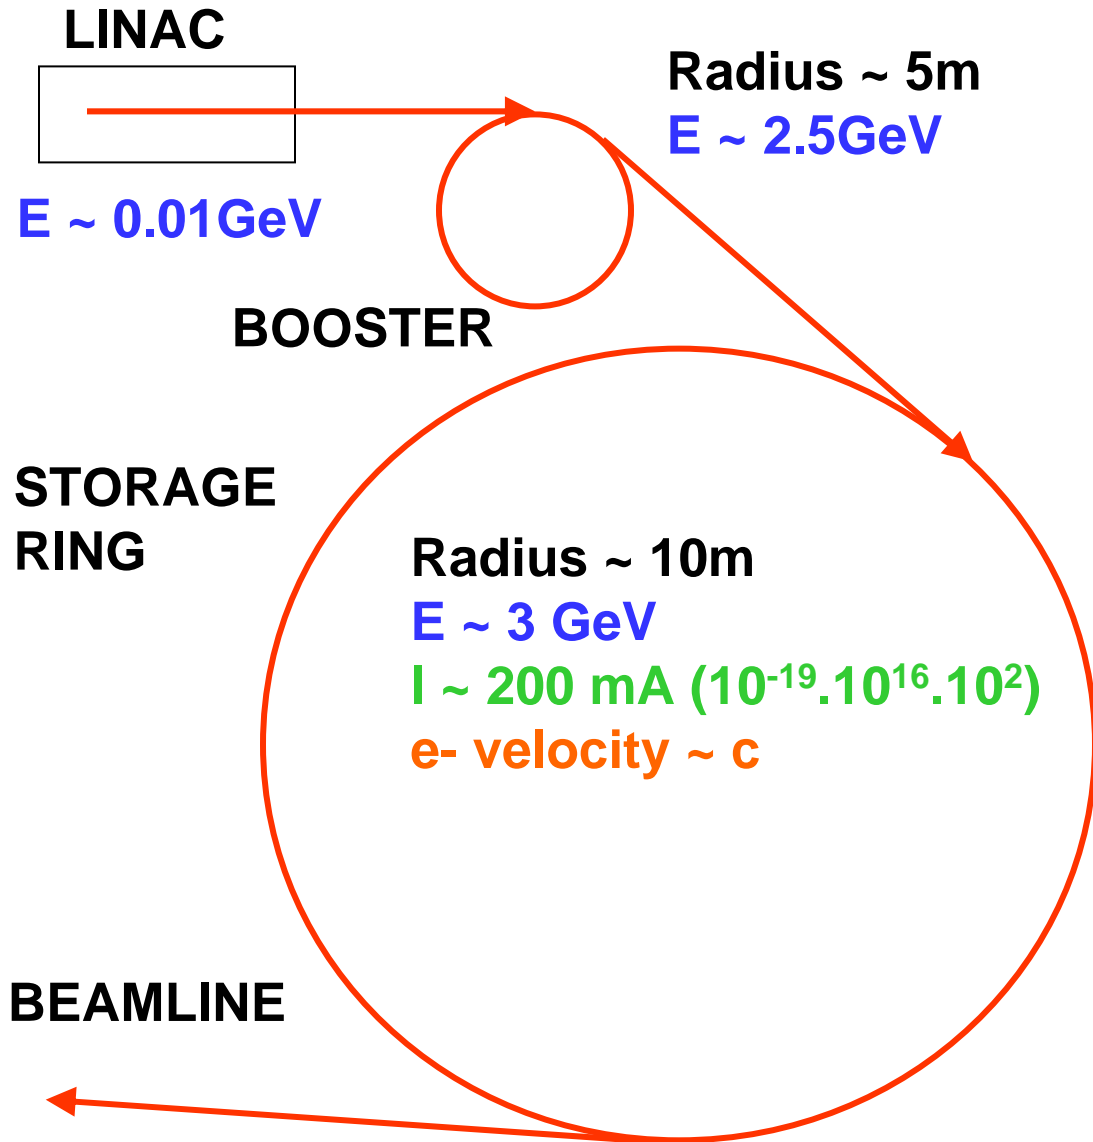 LINAC
Radius ~ 5m
E ~ 2.5GeV
E ~ 0.01GeV
BOOSTER
STORAGE
RING
Radius ~ 10m
E ~ 3 GeV
I ~ 200 mA (10⁻¹⁹.10¹⁶.10²)
e- velocity ~ c
BEAMLINE